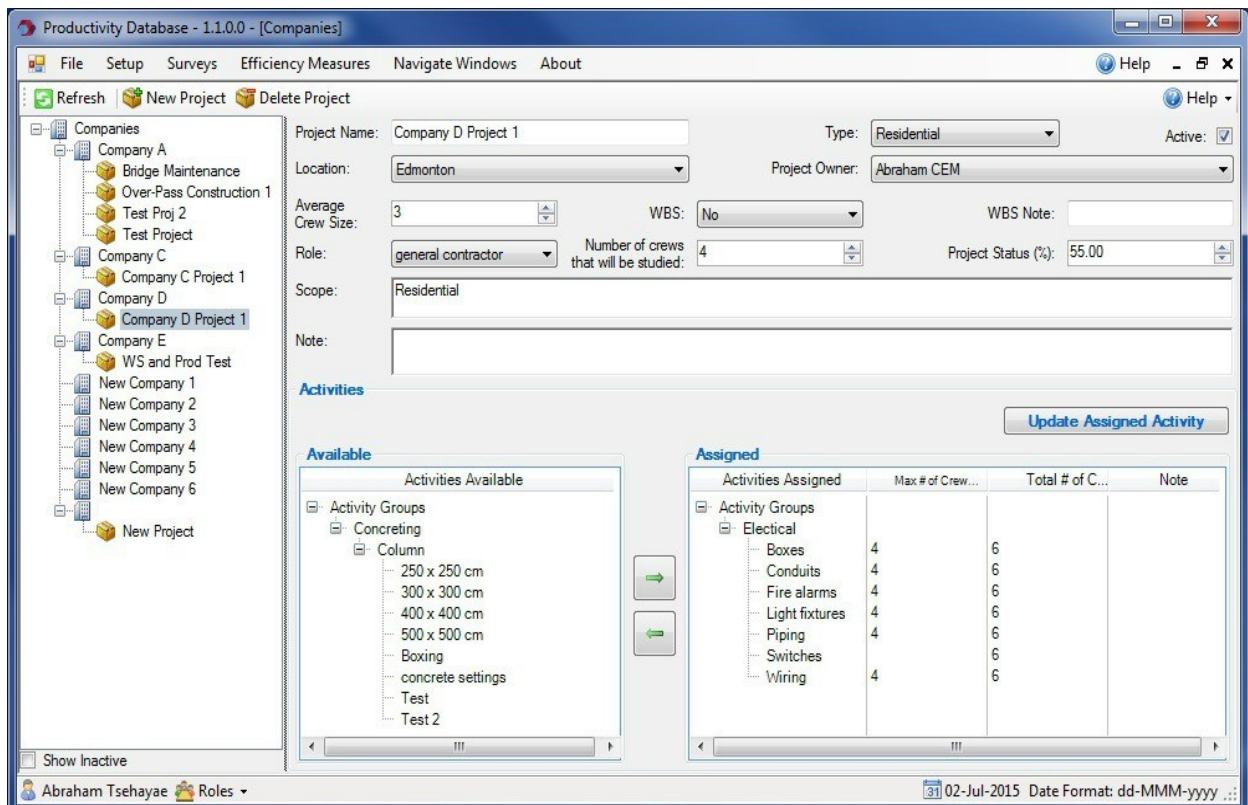 Productivity Database - 1.1.0.0 - [Companies]
File Setup Surveys Efficiency Measures Navigate Windows About Help
Refresh New Project Delete Project Help
Companies
Company A
Bridge Maintenance
Over-Pass Construction 1
Test Proj 2
Test Project
Company C
Company C Project 1
Company D
Company D Project 1
Company E
WS and Prod Test
New Company 1
New Company 2
New Company 3
New Company 4
New Company 5
New Company 6
New Project
Show Inactive
Project Name: Company D Project 1 Type: Residential Active:
Location: Edmonton Project Owner: Abraham CEM
Average
Crew Size: 3 WBS: No WBS Note:
Role: general contractor Number of crews
that will be studied: 4 Project Status (%): 55.00
Scope: Residential
Note:
Activities
Update Assigned Activity
Available
Activities Available
Activity Groups
Concreting
Column
250 x 250 cm
300 x 300 cm
400 x 400 cm
500 x 500 cm
Boxing
concrete settings
Test
Test 2
Assigned
Activities Assigned Max # of Crew... Total # of C... Note
Activity Groups
Electical
Boxes 4 6
Conduits 4 6
Fire alarms 4 6
Light fixtures 4 6
Piping 4 6
Switches 6
Wiring 4 6
Abraham Tsehayae Roles 31 02-Jul-2015 Date Format: dd-MMM-yyyy